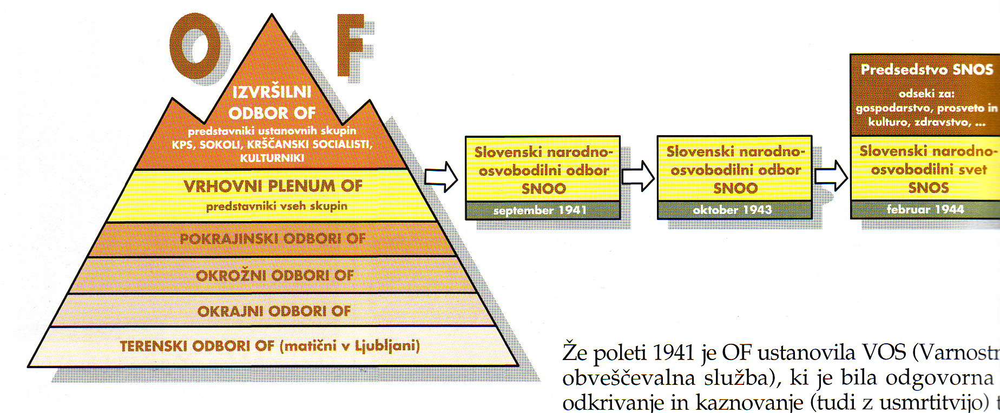 O F
IZVRŠILNI
ODBOR OF
predstavniki ustanovnih skupin
KPS, SOKOLI, KRŠČANSKI SOCIALISTI,
KULTURNIKI
VRHOVNI PLENUM OF
predstavniki vseh skupin
POKRAJINSKI ODBORI OF
OKROŽNI ODBORI OF
OKRAJNI ODBORI OF
TERENSKI ODBORI OF (matični v Ljubljani)
Slovenski narodno-
osvobodilni odbor
SNOO
september 1941
Slovenski narodno-
osvobodilni odbor
SNOO
oktober 1943
Predsedstvo SNOS
odseki za:
gospodarstvo, prosveto in
kulturo, zdravstvo, ...
Slovenski narodno-
osvobodilni svet
SNOS
februar 1944
Že poleti 1941 je OF ustanovila VOS (Varnostn
obveščevalna služba), ki je bila odgovorna
odkrivanje in kaznovanje (tudi z usmrtitvijo)